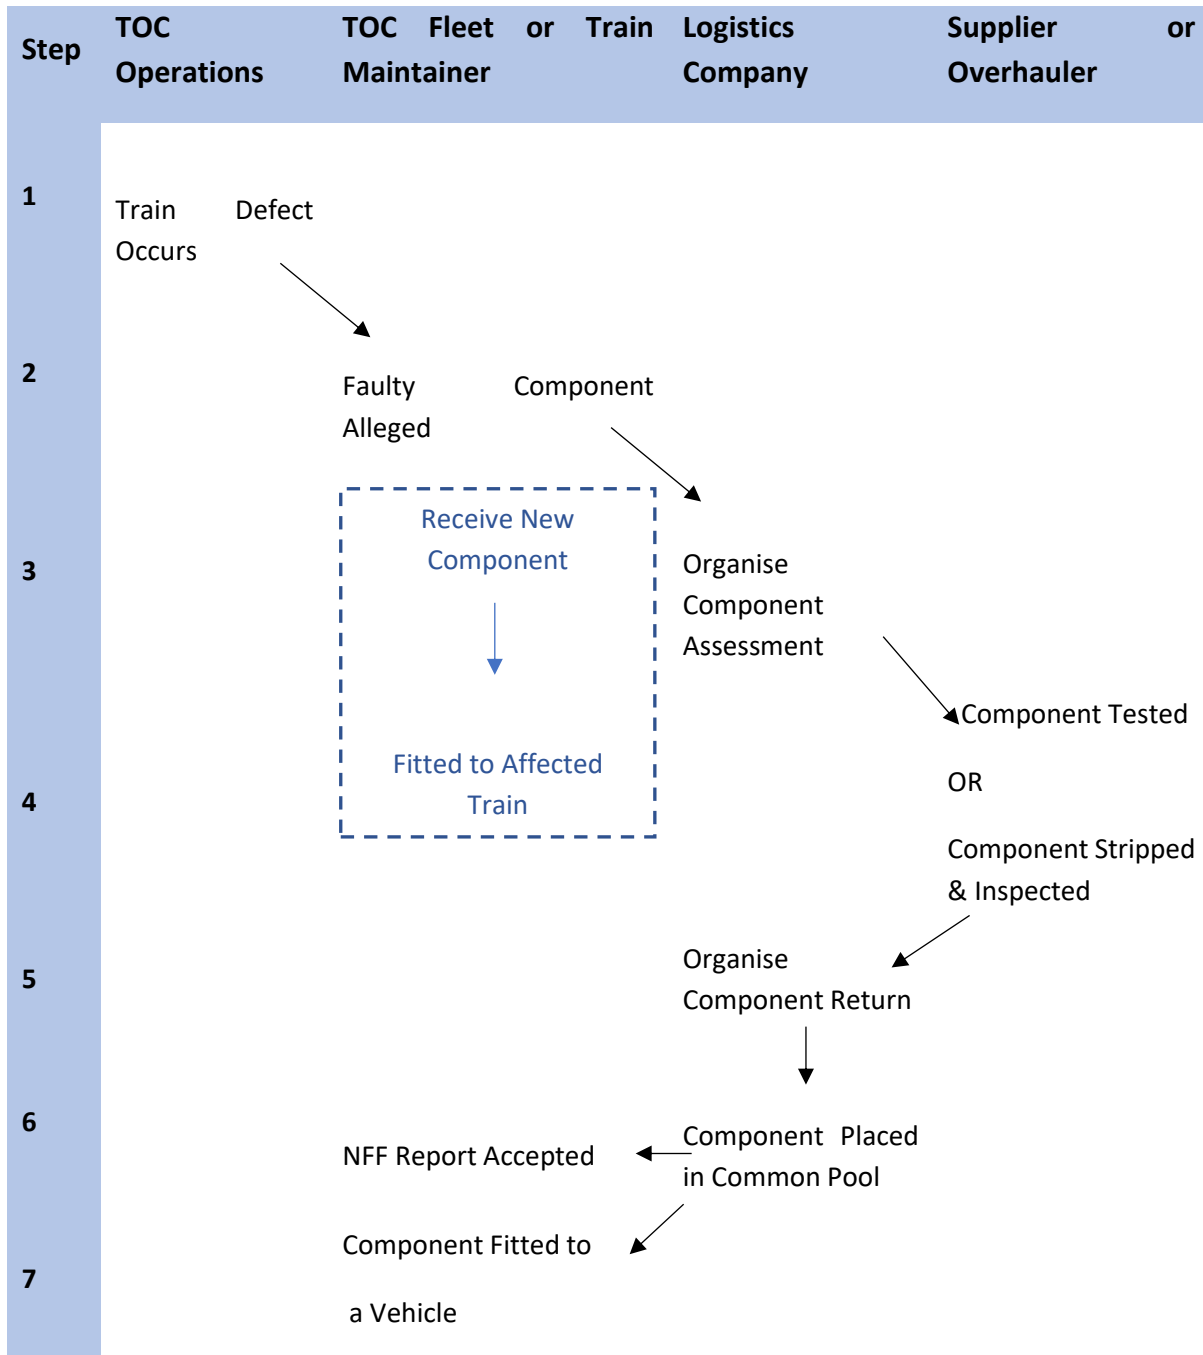 Step
TOC
Operations
TOC Fleet or Train
Maintainer
Logistics
Company
Supplier or
Overhauler
1
Train Defect
Occurs
2
Faulty Component
Alleged
Receive New
Component
3
Organise
Component
Assessment
Component Tested
Fitted to Affected
Train
4
OR
Component Stripped
& Inspected
5
Organise
Component Return
6
NFF Report Accepted
Component Placed
in Common Pool
Component Fitted to
7
a Vehicle